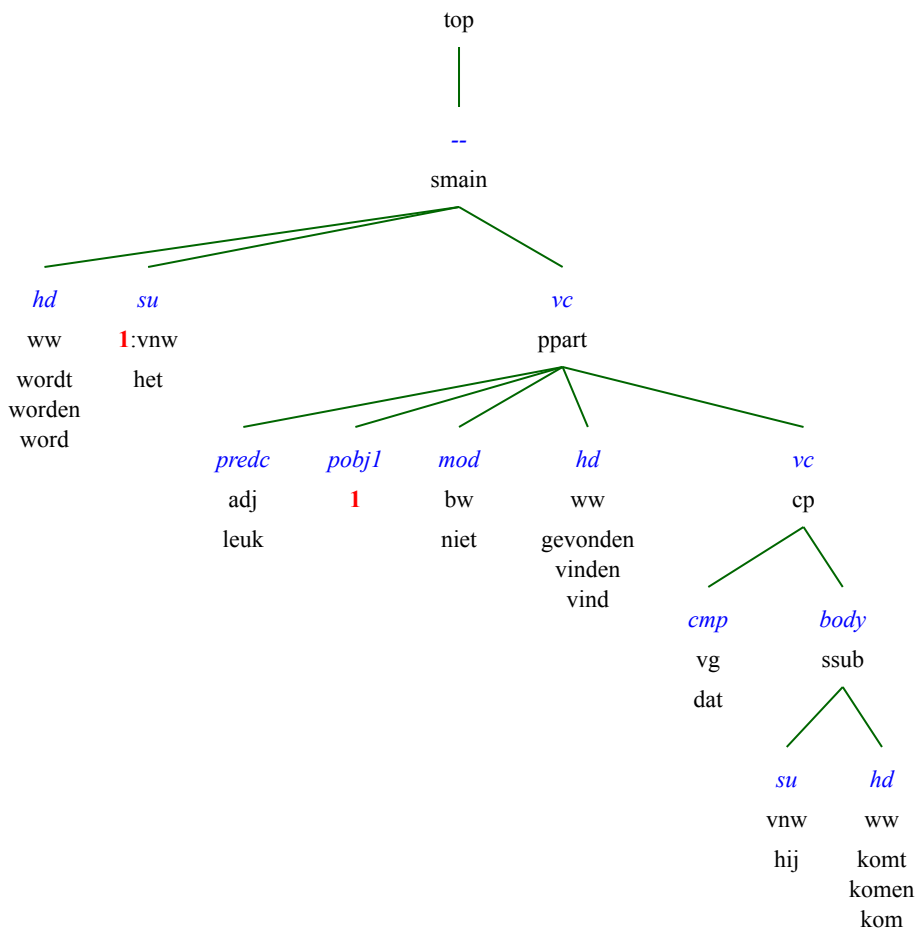 top
--
smain
hd su vc
ww 1:vnw ppart
wordt het
worden
word
predc pobj1 mod hd vc
adj 1 bw ww cp
leuk niet gevonden
vinden
vind
cmp body
vg ssub
dat
su hd
vnw ww
hij komt
komen
kom